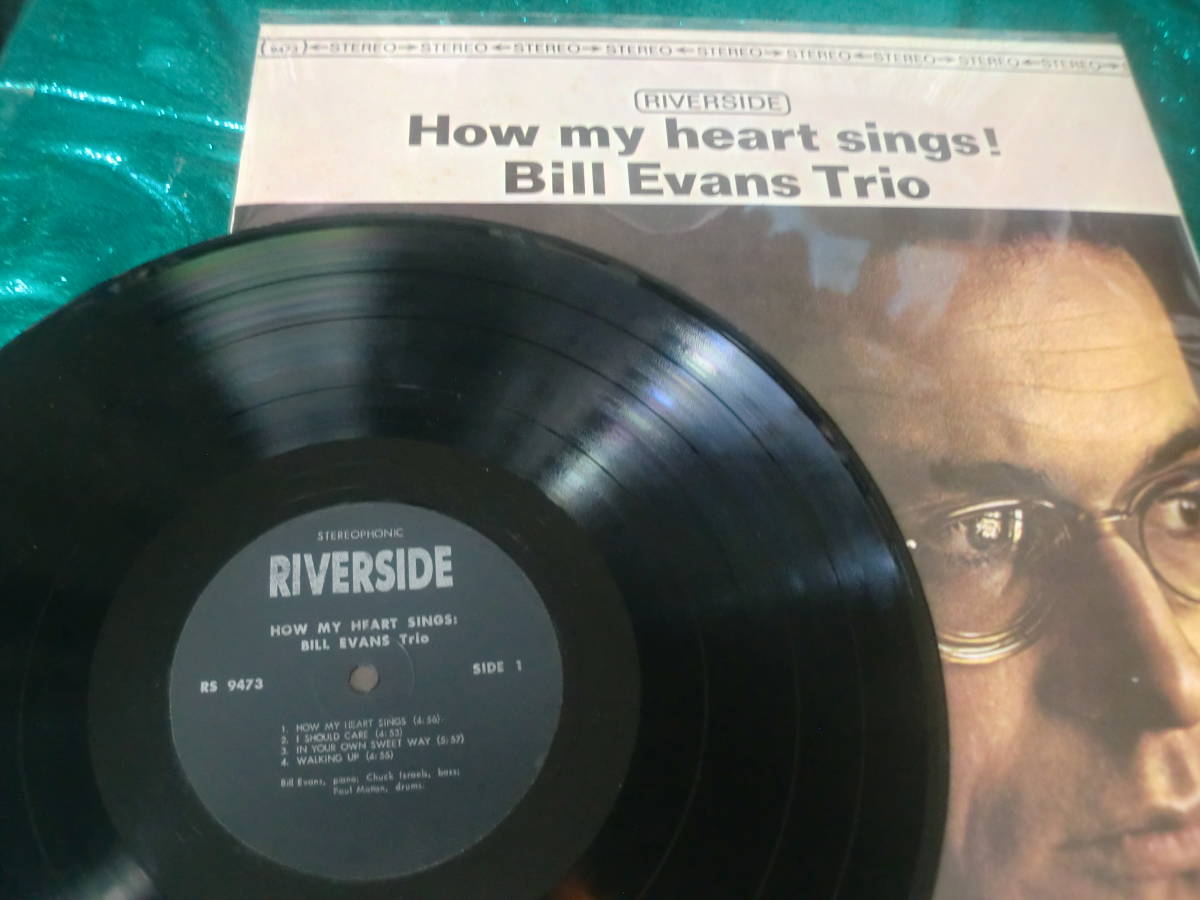 (9473) ←STEREO→ STEREO ←STEREO→ STEREO ←STEREO→ STEREO ←STEREO→ STEREO ←STEREO→
RIVERSIDE
How my heart sings!
Bill Evans Trio
STEREOPHONIC
RIVERSIDE
HOW MY HEART SINGS:
BILL EVANS Trio
RS 9473
SIDE 1
1. HOW MY HEART SINGS (4:56)
2. I SHOULD CARE (4:53)
3. IN YOUR OWN SWEET WAY (5:57)
4. WALKING UP (4:55)
Bill Evans, piano; Chuck Israels, bass;
Paul Motian, drums.